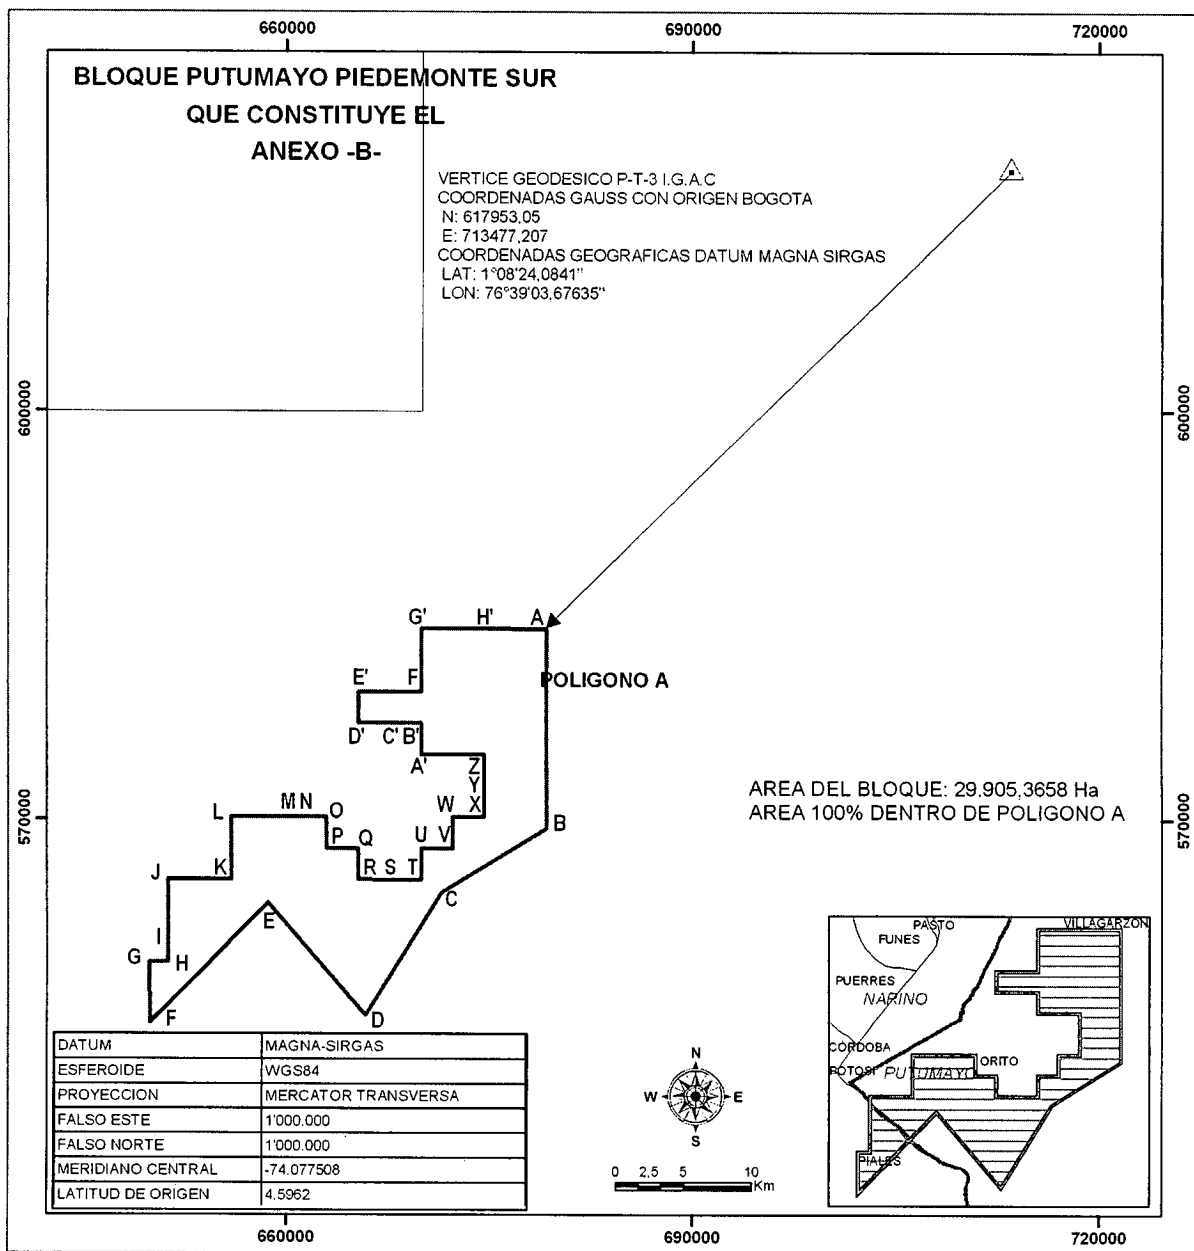 660000 690000 720000
BLOQUE PUTUMAYO PIEDEMONTE SUR
QUE CONSTITUYE EL
ANEXO -B-
VERTICE GEODESICO P-T-3 I.G.A.C
COORDENADAS GAUSS CON ORIGEN BOGOTA
N: 617953,05
E: 713477,207
COORDENADAS GEOGRAFICAS DATUM MAGNA SIRGAS
LAT: 1°08'24,0841"
LON: 76°39'03,67635"
600000 600000
G' H' A
E' F
POLIGONO A
D' C' B'
A' Z
Y
L M N O W X
P Q U V B
J K R S T
C
E
I
G H
F D
570000 570000
AREA DEL BLOQUE: 29.905,3658 Ha
AREA 100% DENTRO DE POLIGONO A
DATUM MAGNA-SIRGAS
ESFEROIDE WGS84
PROYECCION MERCATOR TRANSVERSA
FALSO ESTE 1'000.000
FALSO NORTE 1'000.000
MERIDIANO CENTRAL -74.077508
LATITUD DE ORIGEN 4.5962
N
W E
S
0 2,5 5 10
Km
PASTO VILLAGARZON
FUNES
PUERRES
NARINO
CORDOBA
ORITO
POTOSI PUTUMAYO
PIALES
660000 690000 720000